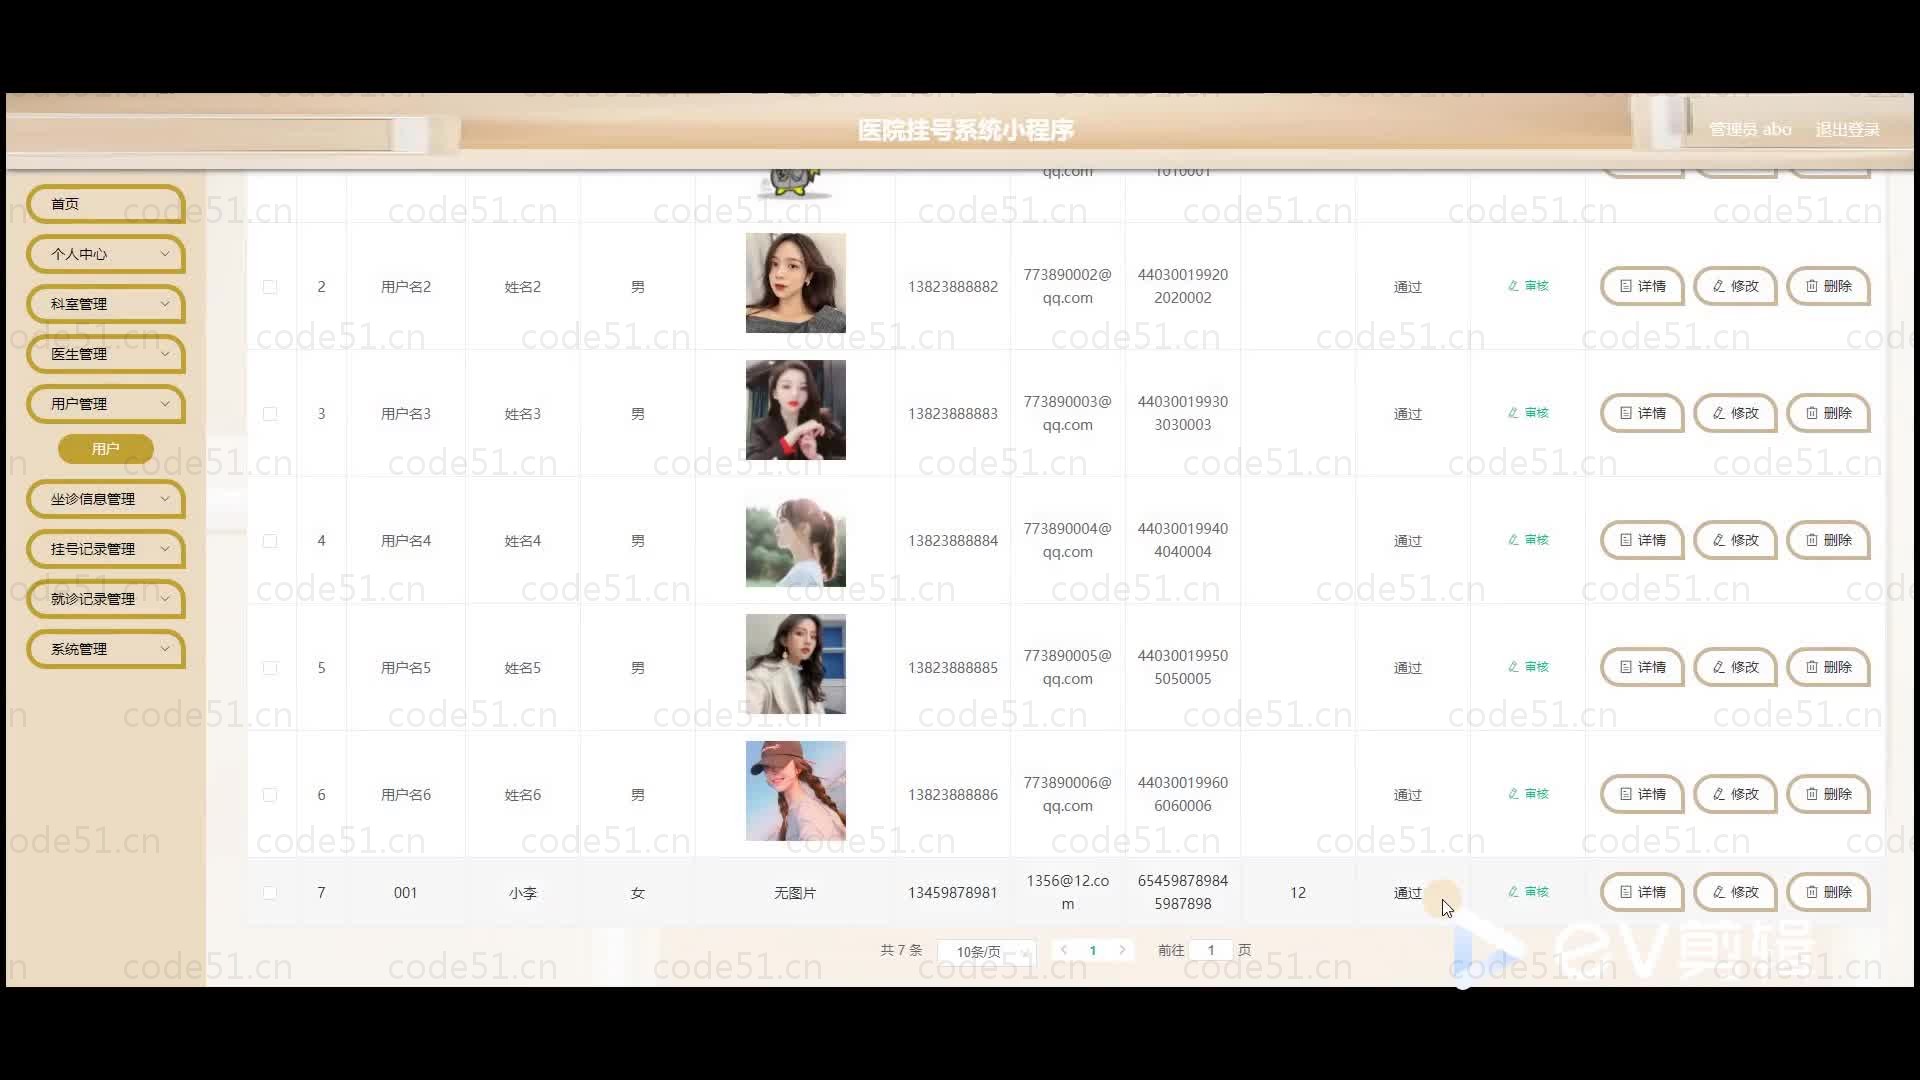 医院挂号系统小程序
管理员 abo 退出登录
首页
个人中心
科室管理
医生管理
用户管理
用户
坐诊信息管理
挂号记录管理
就诊记录管理
系统管理
qq.com 1010001
2 用户名2 姓名2 男 13823888882 773890002@qq.com 440300199202020002 通过 审核 详情 修改 删除
3 用户名3 姓名3 男 13823888883 773890003@qq.com 440300199303030003 通过 审核 详情 修改 删除
4 用户名4 姓名4 男 13823888884 773890004@qq.com 440300199404040004 通过 审核 详情 修改 删除
5 用户名5 姓名5 男 13823888885 773890005@qq.com 440300199505050005 通过 审核 详情 修改 删除
6 用户名6 姓名6 男 13823888886 773890006@qq.com 440300199606060006 通过 审核 详情 修改 删除
7 001 小李 女 无图片 13459878981 1356@12.com 654598789845987898 12 通过 审核 详情 修改 删除
共 7 条 10条/页 1 前往 1 页
ev剪辑
code51.cn